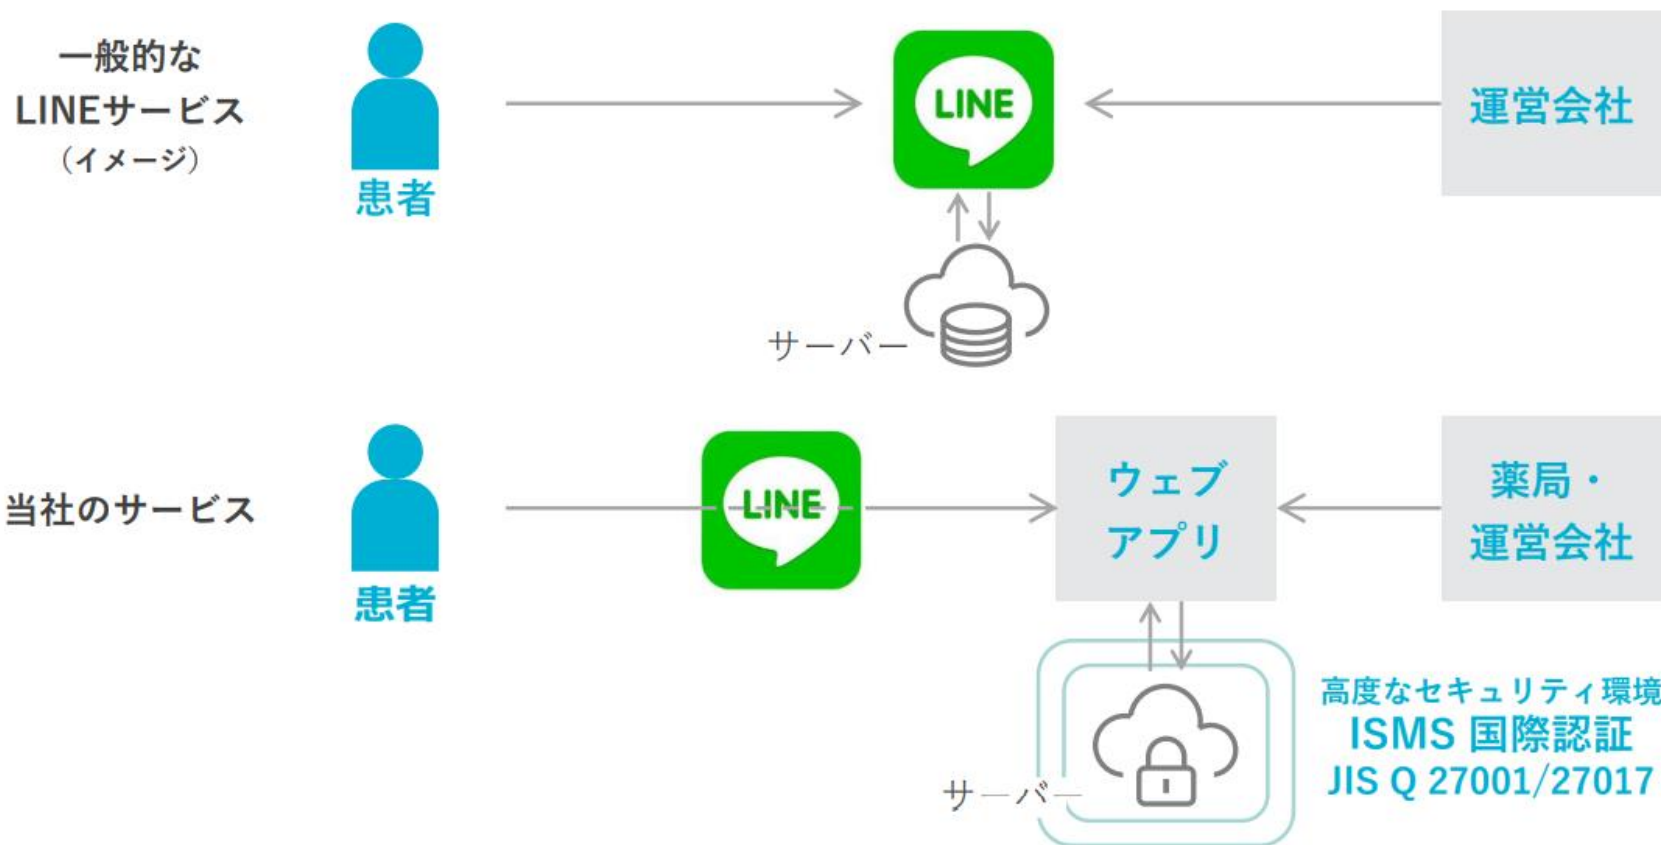 一般的な
LINEサービス
（イメージ）
患者
LINE
運営会社
サーバー
当社のサービス
患者
LINE
ウェブ
アプリ
薬局・
運営会社
サーバー
高度なセキュリティ環境
ISMS 国際認証
JIS Q 27001/27017